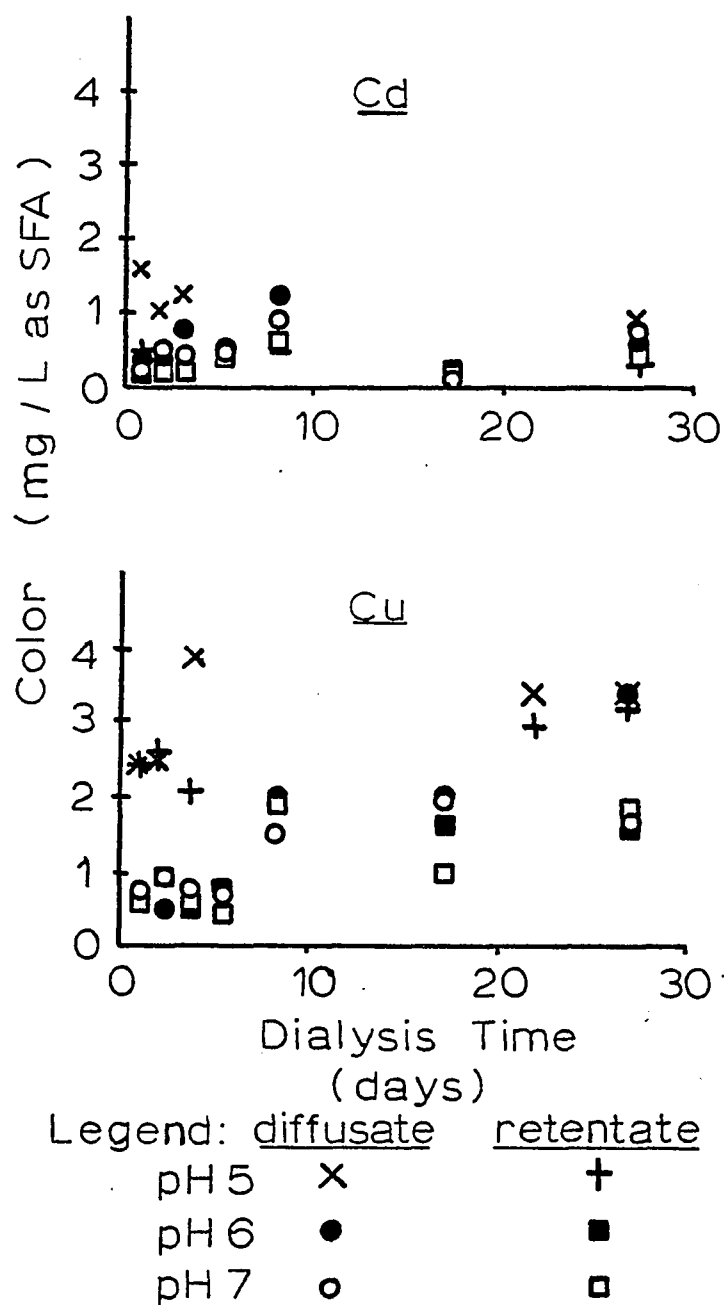 Color (mg/L as SFA)
Cd
4
3
2
1
0
0 10 20 30
Cu
4
3
2
1
0
0 10 20 30
Dialysis Time
(days)
Legend: diffusate retentate
pH 5
pH 6
pH 7